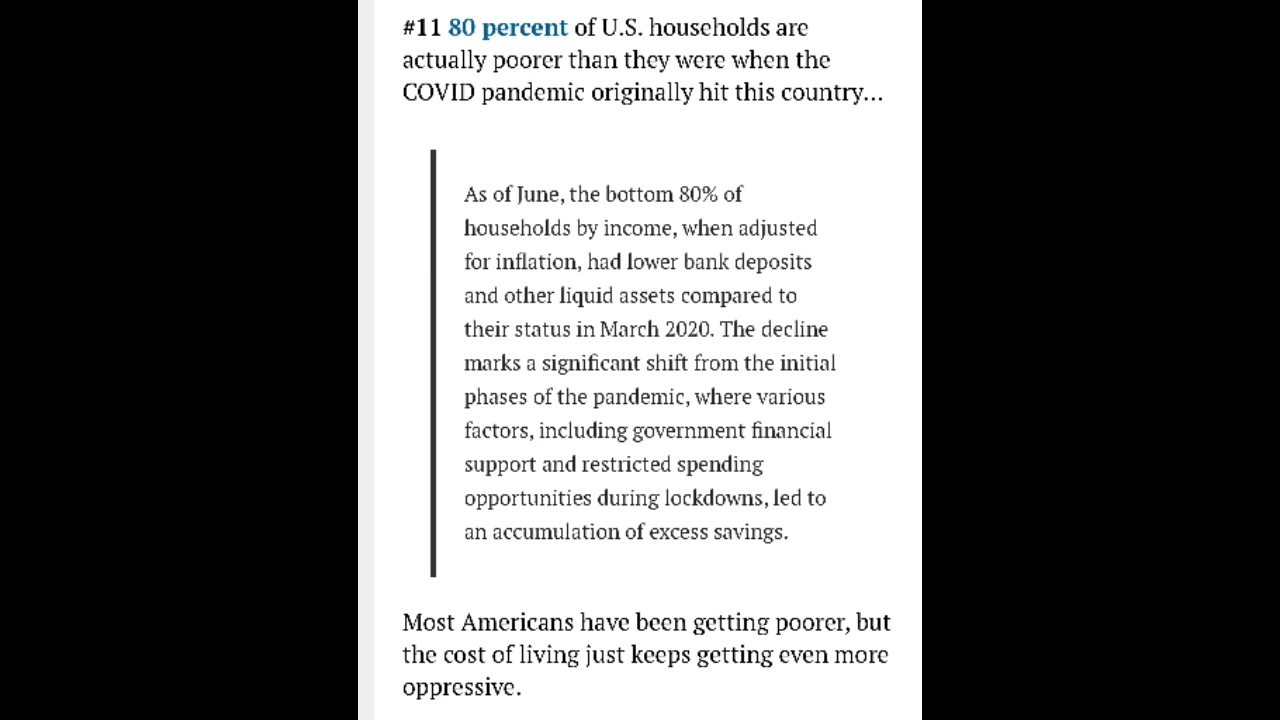 #11 80 percent of U.S. households are
actually poorer than they were when the
COVID pandemic originally hit this country...
As of June, the bottom 80% of
households by income, when adjusted
for inflation, had lower bank deposits
and other liquid assets compared to
their status in March 2020. The decline
marks a significant shift from the initial
phases of the pandemic, where various
factors, including government financial
support and restricted spending
opportunities during lockdowns, led to
an accumulation of excess savings.
Most Americans have been getting poorer, but
the cost of living just keeps getting even more
oppressive.